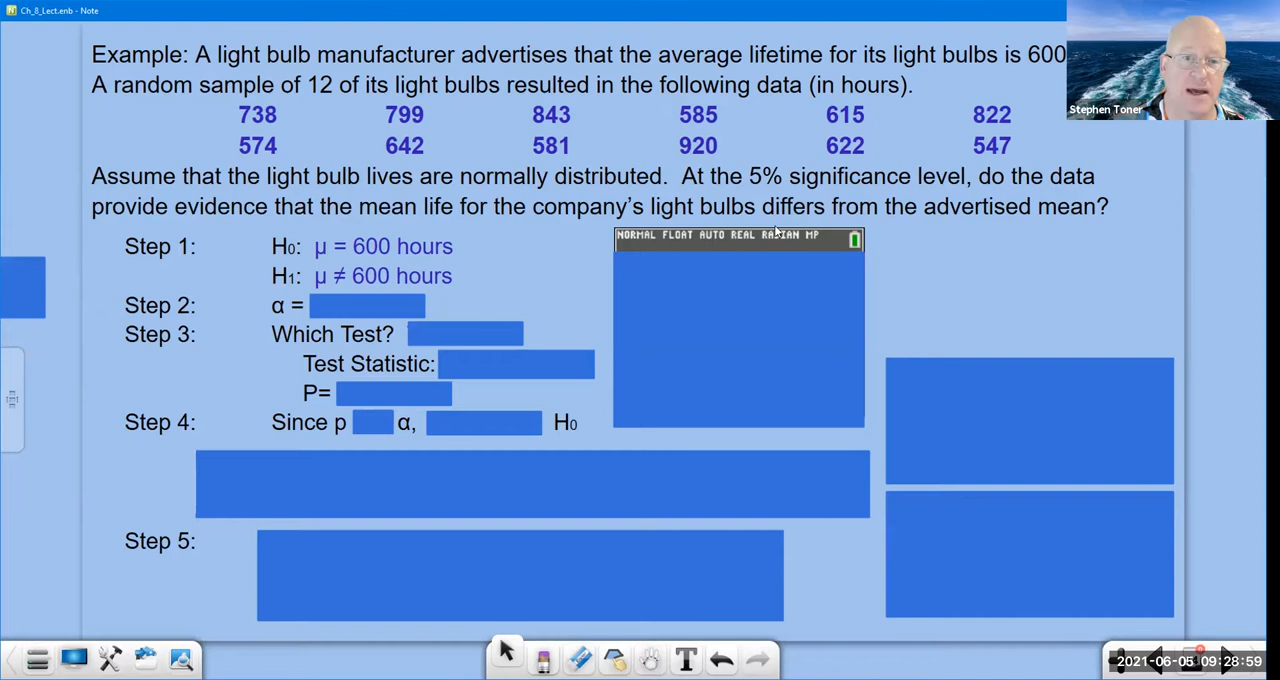 Ch_8_Lect.enb - Note
Example: A light bulb manufacturer advertises that the average lifetime for its light bulbs is 600
A random sample of 12 of its light bulbs resulted in the following data (in hours).
738 799 843 585 615 822
574 642 581 920 622 547
Assume that the light bulb lives are normally distributed. At the 5% significance level, do the data
provide evidence that the mean life for the company's light bulbs differs from the advertised mean?
Step 1: H0: μ = 600 hours
H1: μ ≠ 600 hours
Step 2: α =
Step 3: Which Test?
Test Statistic:
P=
Step 4: Since p α, H0
Step 5:
NORMAL FLOAT AUTO REAL RADIAN MP
Stephen Toner
2021-06-05 09:28:59